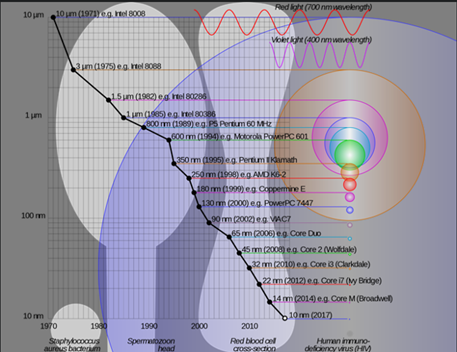 Red light (700 nm wavelength)
10 µm
10 µm (1971) e.g. Intel 8008
Violet light (400 nm wavelength)
3 µm (1975) e.g. Intel 8088
1.5 µm (1982) e.g. Intel 80286
1 µm
1 µm (1985) e.g. Intel 80386
800 nm (1989) e.g. P5 Pentium 60 MHz
600 nm (1994) e.g. Motorola PowerPC 601
350 nm (1995) e.g. Pentium II Klamath
250 nm (1998) e.g. AMD K6-2
180 nm (1999) e.g. Coppermine E
130 nm (2000) e.g. PowerPC 7447
100 nm
90 nm (2002) e.g. VIA C7
65 nm (2006) e.g. Core Duo
45 nm (2008) e.g. Core 2 (Wolfdale)
32 nm (2010) e.g. Core i3 (Clarkdale)
22 nm (2012) e.g. Core i7 (Ivy Bridge)
14 nm (2014) e.g. Core M (Broadwell)
10 nm
10 nm (2017)
1970 1980 1990 2000 2010
Staphylococcus aureus bacterium
Spermatozoon head
Red blood cell cross-section
Human immuno-deficiency virus (HIV)